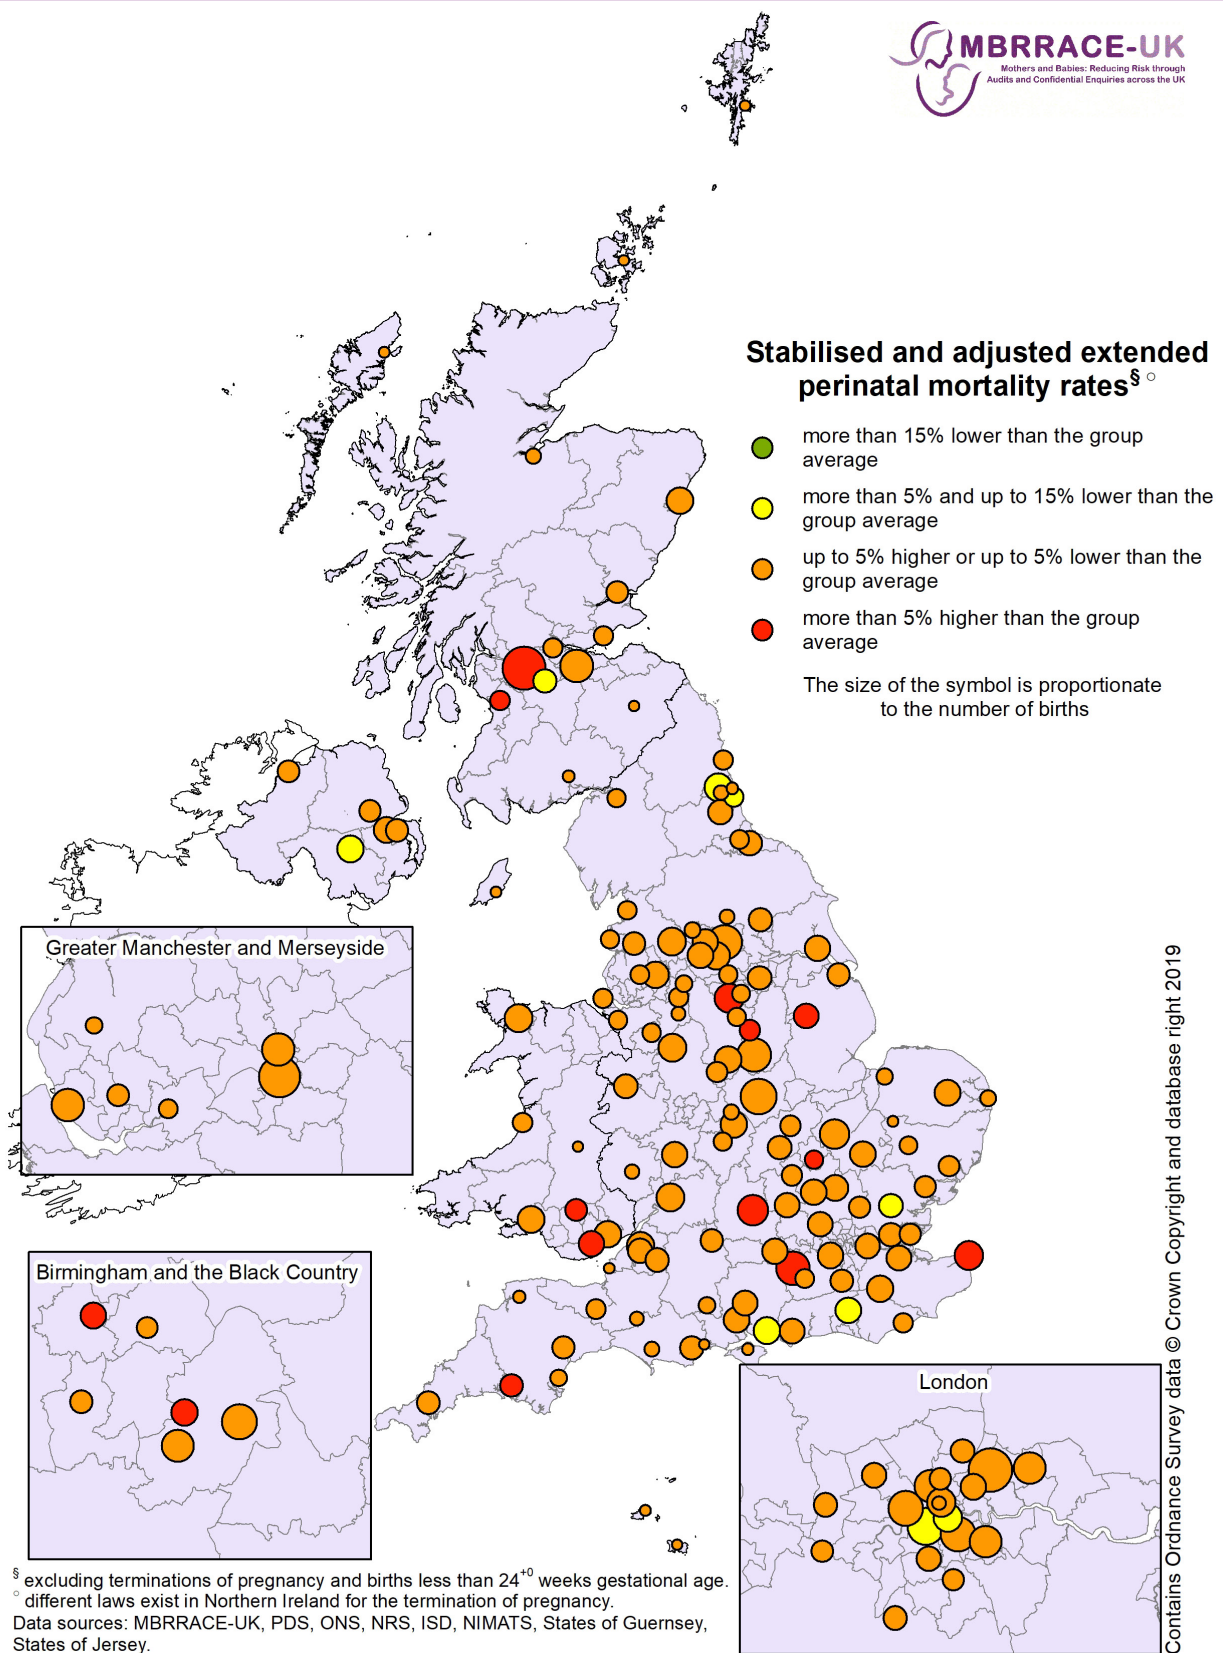 MBRRACE-UK
Mothers and Babies: Reducing Risk through
Audits and Confidential Enquiries across the UK
Stabilised and adjusted extended
perinatal mortality rates§ ○
more than 15% lower than the group
average
more than 5% and up to 15% lower than the
group average
up to 5% higher or up to 5% lower than the
group average
more than 5% higher than the group
average
The size of the symbol is proportionate
to the number of births
Greater Manchester and Merseyside
Birmingham and the Black Country
London
§ excluding terminations of pregnancy and births less than 24+0 weeks gestational age.
○ different laws exist in Northern Ireland for the termination of pregnancy.
Data sources: MBRRACE-UK, PDS, ONS, NRS, ISD, NIMATS, States of Guernsey,
States of Jersey.
Contains Ordnance Survey data © Crown Copyright and database right 2019